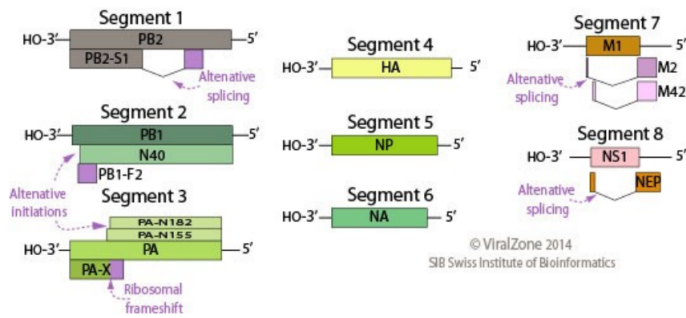 Segment 1
HO-3' PB2 5'
PB2-S1
Altenative
splicing
Segment 2
HO-3' PB1 5'
N40
PB1-F2
Altenative
initiations
Segment 3
PA-N182
PA-N155
HO-3' PA 5'
PA-X
Ribosomal
frameshift
Segment 4
HO-3' HA 5'
Segment 5
HO-3' NP 5'
Segment 6
HO-3' NA 5'
© ViralZone 2014
SIB Swiss Institute of Bioinformatics
Segment 7
HO-3' M1 5'
M2
M42
Altenative
splicing
Segment 8
HO-3' NS1 5'
NEP
Altenative
splicing